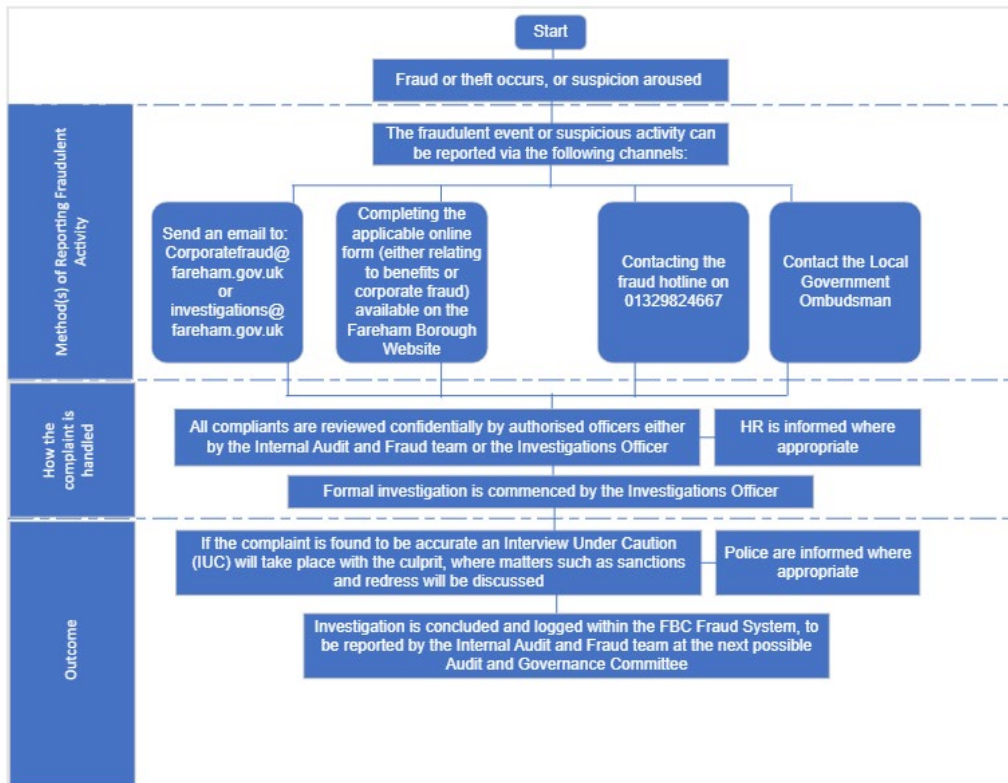 Start
Fraud or theft occurs, or suspicion aroused
Method(s) of Reporting Fraudulent
Activity
The fraudulent event or suspicious activity can
be reported via the following channels:
Send an email to:
Corporatefraud@
fareham.gov.uk
or
investigations@
fareham.gov.uk
Completing the
applicable online
form (either relating
to benefits or
corporate fraud)
available on the
Fareham Borough
Website
Contacting the
fraud hotline on
01329824667
Contact the Local
Government
Ombudsman
How the
complaint is
handled
All compliants are reviewed confidentially by authorised officers either
by the Internal Audit and Fraud team or the Investigations Officer
HR is informed where
appropriate
Formal investigation is commenced by the Investigations Officer
Outcome
If the complaint is found to be accurate an Interview Under Caution
(IUC) will take place with the culprit, where matters such as sanctions
and redress will be discussed
Police are informed where
appropriate
Investigation is concluded and logged within the FBC Fraud System, to
be reported by the Internal Audit and Fraud team at the next possible
Audit and Governance Committee